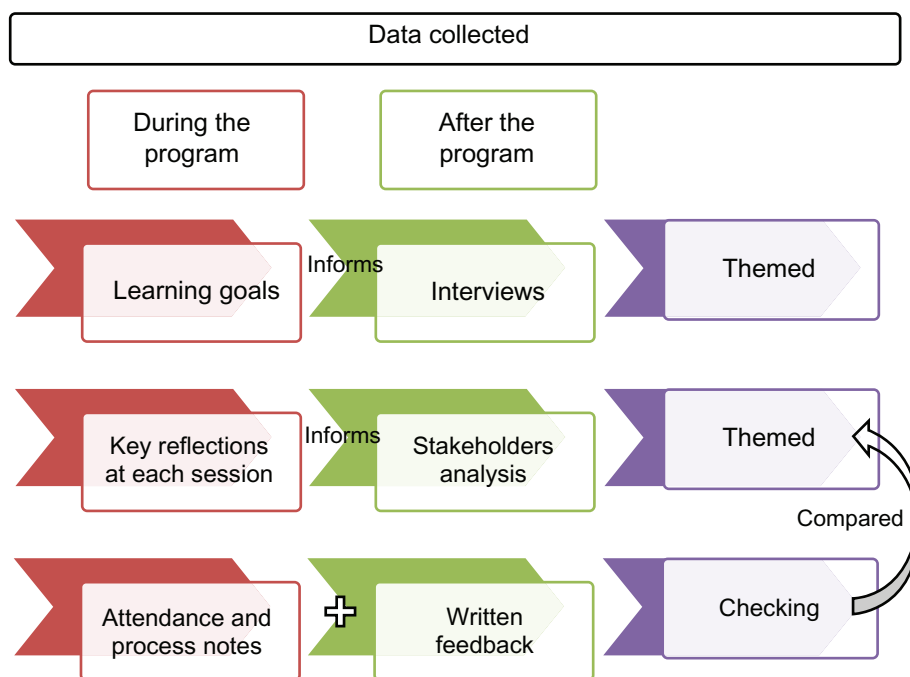 Data collected
During the
program
After the
program
Learning goals
Informs
Interviews
Themed
Key reflections
at each session
Informs
Stakeholders
analysis
Themed
Compared
Attendance and
process notes
Written
feedback
Checking